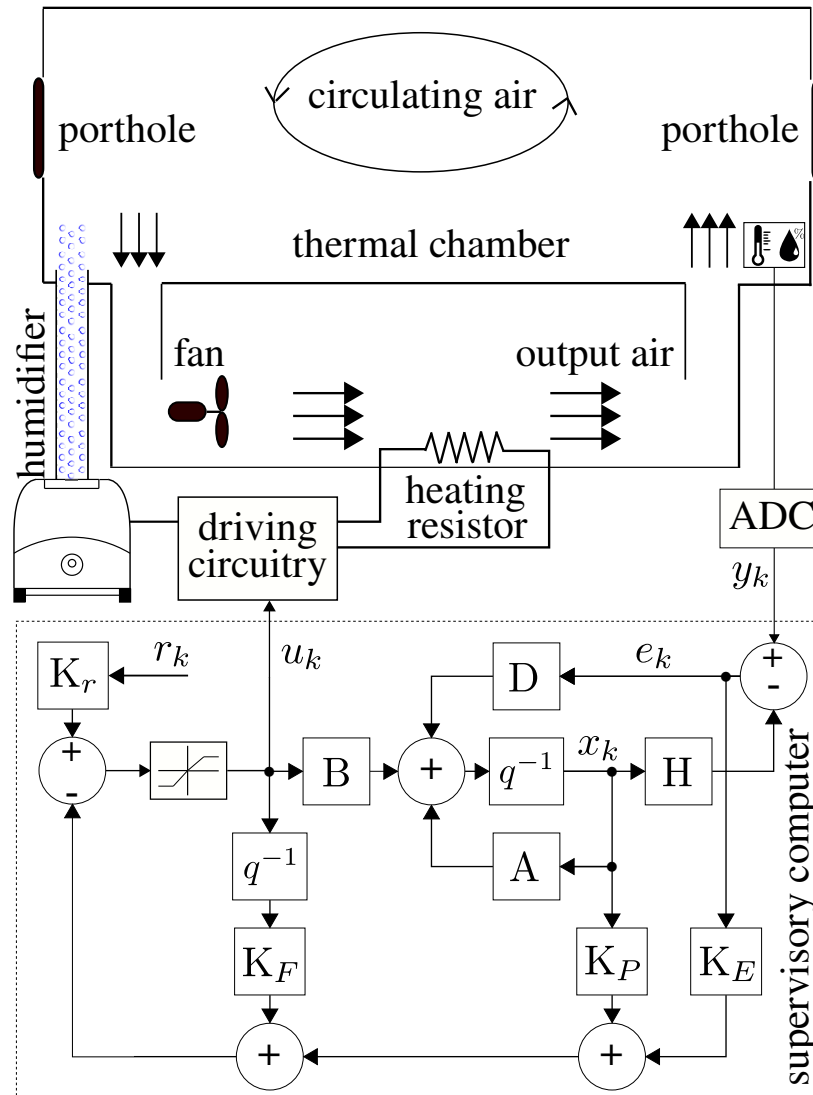 circulating air
porthole
porthole
thermal chamber
%
humidifier
fan
output air
heating
resistor
driving
circuitry
ADC
y_k
r_k
u_k
e_k
K_r
D
+
-
+
-
+
B
q^{-1}
x_k
H
A
q^{-1}
K_F
K_P
K_E
+
+
supervisory computer